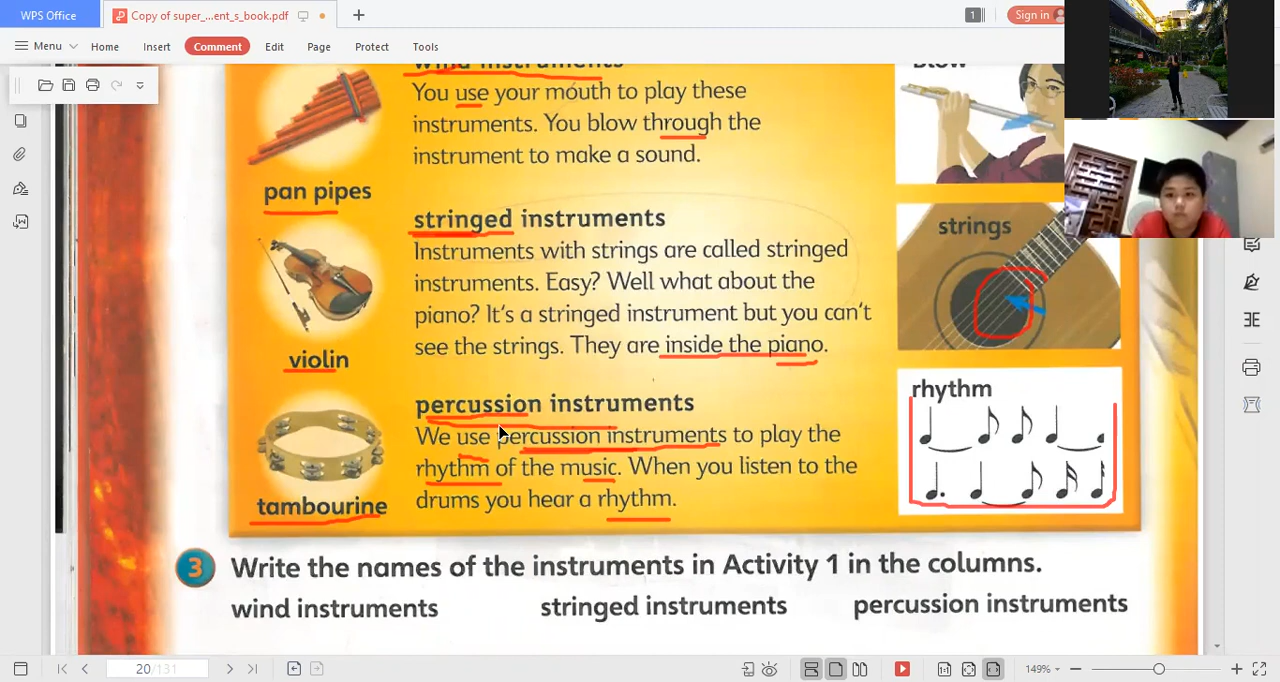 WPS Office
Copy of super_...ent_s_book.pdf
1
Sign in
Menu
Home
Insert
Comment
Edit
Page
Protect
Tools
wind instruments
You use your mouth to play these
instruments. You blow through the
instrument to make a sound.
pan pipes
Blow
stringed instruments
Instruments with strings are called stringed
instruments. Easy? Well what about the
piano? It's a stringed instrument but you can't
see the strings. They are inside the piano.
violin
strings
percussion instruments
We use percussion instruments to play the
rhythm of the music. When you listen to the
drums you hear a rhythm.
tambourine
rhythm
3 Write the names of the instruments in Activity 1 in the columns.
wind instruments
stringed instruments
percussion instruments
20/131
149%